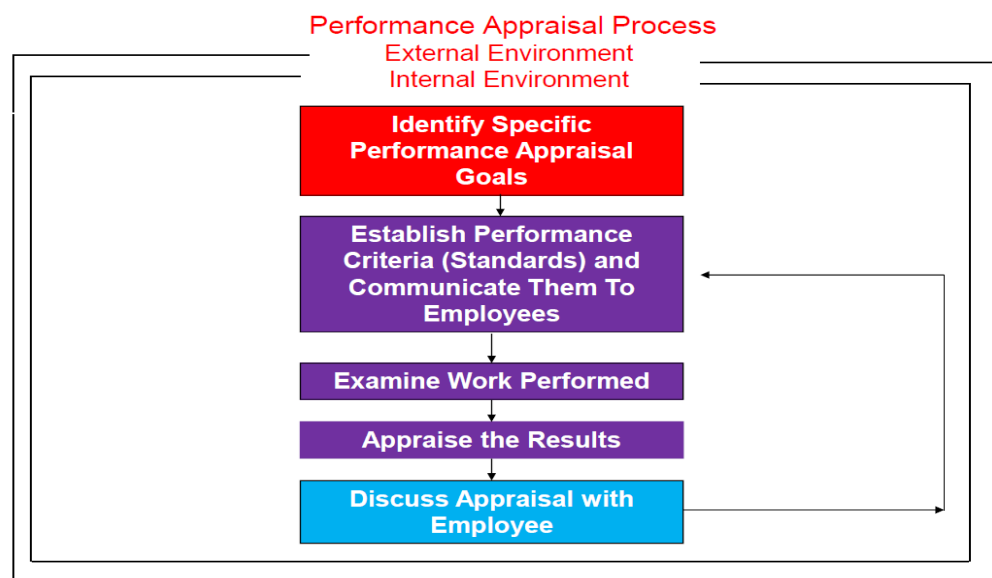 Performance Appraisal Process
External Environment
Internal Environment
Identify Specific
Performance Appraisal
Goals
Establish Performance
Criteria (Standards) and
Communicate Them To
Employees
Examine Work Performed
Appraise the Results
Discuss Appraisal with
Employee